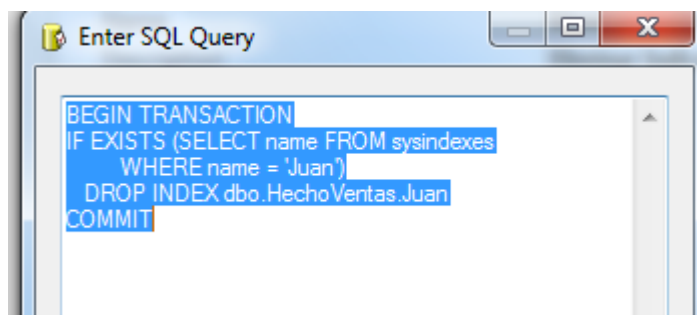 Enter SQL Query
BEGIN TRANSACTION
IF EXISTS (SELECT name FROM sysindexes
WHERE name = 'Juan')
DROP INDEX dbo.HechoVentas.Juan
COMMIT